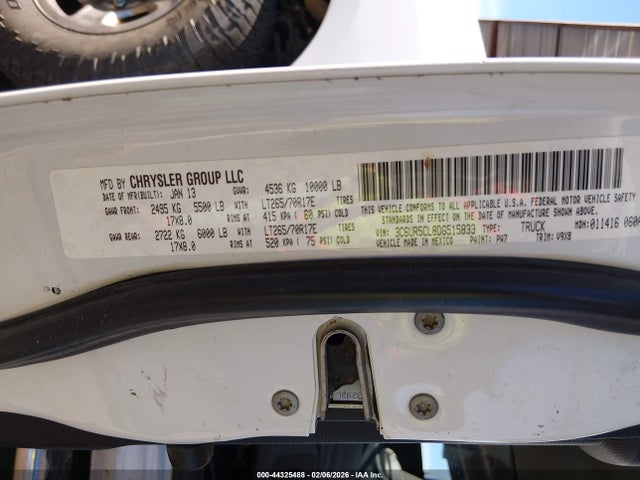 MFD BY CHRYSLER GROUP LLC
DATE OF MFR(BUILT): JAN 13 GVWR: 4536 KG 10000 LB
GAWR FRONT: 2495 KG 5500 LB TIRES LT265/70R17E
17X8.0 RIMS AT 415 KPA ( 60 PSI) COLD
GAWR REAR: 2722 KG 6000 LB TIRES LT265/70R17E
17X8.0 RIMS AT 520 KPA ( 75 PSI) COLD
THIS VEHICLE CONFORMS TO ALL APPLICABLE U.S.A. FEDERAL MOTOR VEHICLE SAFETY
STANDARDS IN EFFECT ON THE DATE OF MANUFACTURE SHOWN ABOVE
VIN: 3C6UR5CL8DG515833 TYPE: TRUCK MDH:011416
VEHICLE MADE IN MEXICO PAINT: PW7 TRIM: V9X8
000-44325488 02/06/2026 - IAA Inc.